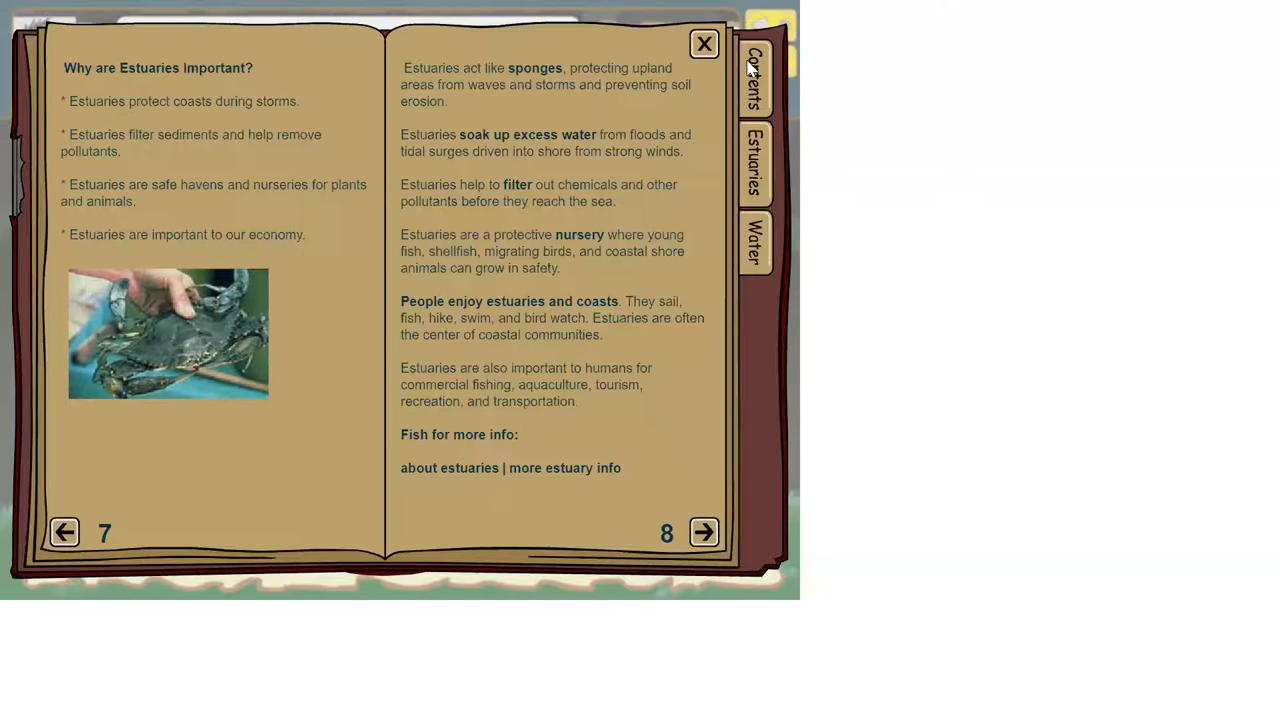 Why are Estuaries Important?
* Estuaries protect coasts during storms.
* Estuaries filter sediments and help remove
pollutants.
* Estuaries are safe havens and nurseries for plants
and animals.
* Estuaries are important to our economy.
7
Estuaries act like sponges, protecting upland
areas from waves and storms and preventing soil
erosion.
Estuaries soak up excess water from floods and
tidal surges driven into shore from strong winds.
Estuaries help to filter out chemicals and other
pollutants before they reach the sea.
Estuaries are a protective nursery where young
fish, shellfish, migrating birds, and coastal shore
animals can grow in safety.
People enjoy estuaries and coasts. They sail,
fish, hike, swim, and bird watch. Estuaries are often
the center of coastal communities.
Estuaries are also important to humans for
commercial fishing, aquaculture, tourism,
recreation, and transportation.
Fish for more info:
about estuaries | more estuary info
8
X
Contents
Estuaries
Water